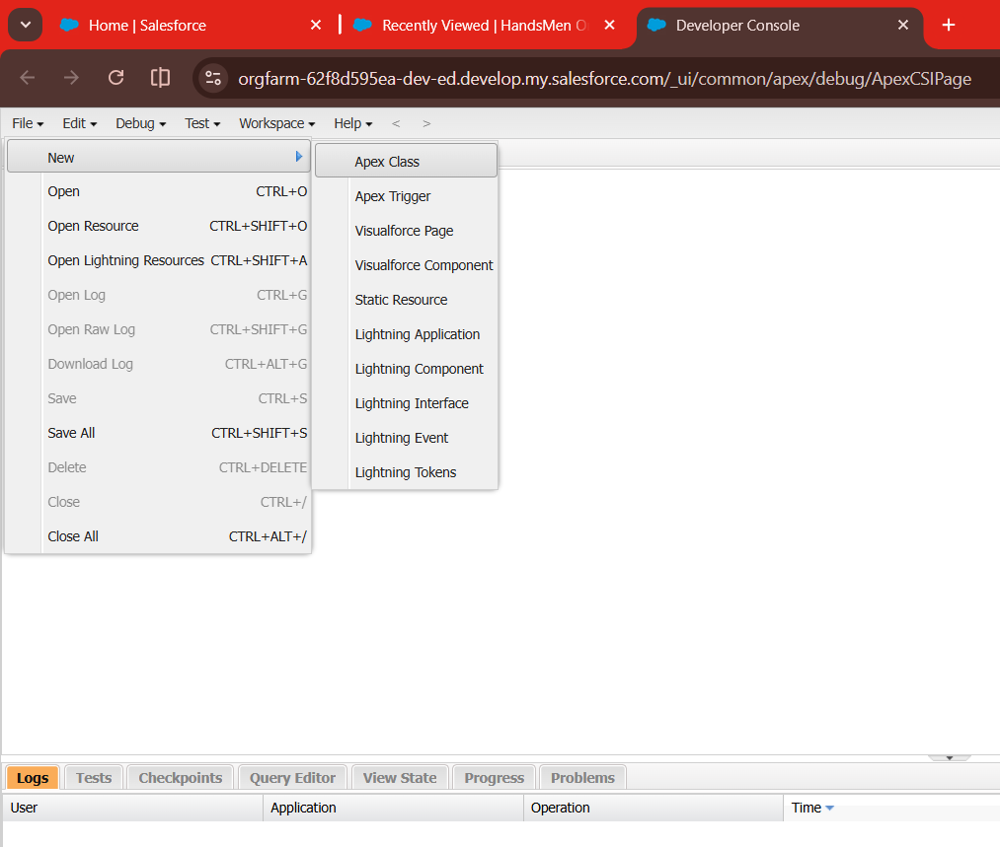 Home | Salesforce
Recently Viewed | HandsMen O
Developer Console
orgfarm-62f8d595ea-dev-ed.develop.my.salesforce.com/_ui/common/apex/debug/ApexCSIPage
File Edit Debug Test Workspace Help < >
New
Open CTRL+O
Open Resource CTRL+SHIFT+O
Open Lightning Resources CTRL+SHIFT+A
Open Log CTRL+G
Open Raw Log CTRL+SHIFT+G
Download Log CTRL+ALT+G
Save CTRL+S
Save All CTRL+SHIFT+S
Delete CTRL+DELETE
Close CTRL+/
Close All CTRL+ALT+/
Apex Class
Apex Trigger
Visualforce Page
Visualforce Component
Static Resource
Lightning Application
Lightning Component
Lightning Interface
Lightning Event
Lightning Tokens
Logs Tests Checkpoints Query Editor View State Progress Problems
User Application Operation Time